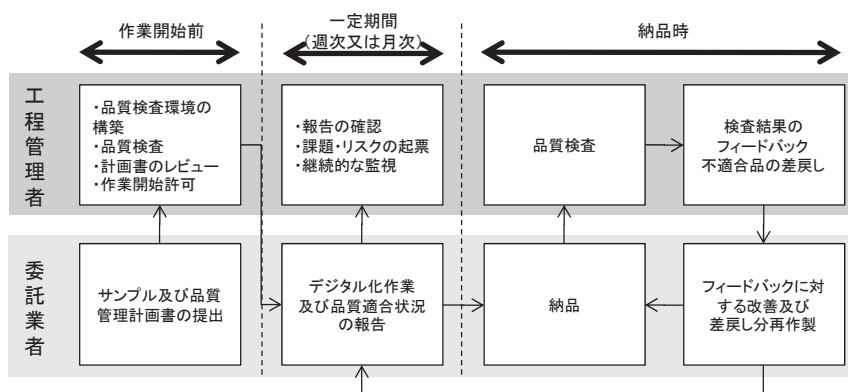 作業開始前
一定期間
(週次又は月次)
納品時
工程管理者
・品質検査環境の
構築
・品質検査
・計画書のレビュー
・作業開始許可
・報告の確認
・課題・リスクの起票
・継続的な監視
品質検査
検査結果の
フィードバック
不適合品の差戻し
委託業者
サンプル及び品質
管理計画書の提出
デジタル化作業
及び品質適合状況
の報告
納品
フィードバックに対
する改善及び
差戻し分再作製